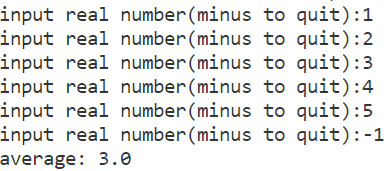 input real number(minus to quit):1
input real number(minus to quit):2
input real number(minus to quit):3
input real number(minus to quit):4
input real number(minus to quit):5
input real number(minus to quit):-1
average: 3.0